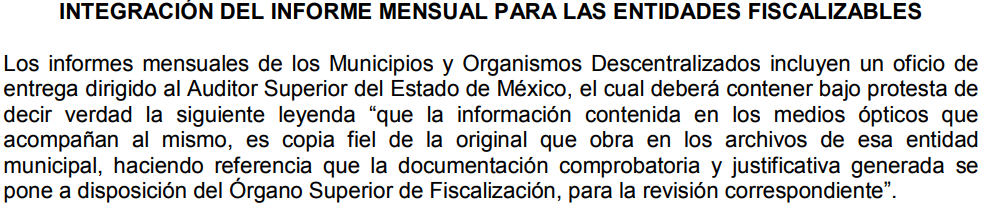 INTEGRACIÓN DEL INFORME MENSUAL PARA LAS ENTIDADES FISCALIZABLES
Los informes mensuales de los Municipios y Organismos Descentralizados incluyen un oficio de
entrega dirigido al Auditor Superior del Estado de México, el cual deberá contener bajo protesta de
decir verdad la siguiente leyenda “que la información contenida en los medios ópticos que
acompañan al mismo, es copia fiel de la original que obra en los archivos de esa entidad
municipal, haciendo referencia que la documentación comprobatoria y justificativa generada se
pone a disposición del Órgano Superior de Fiscalización, para la revisión correspondiente”.